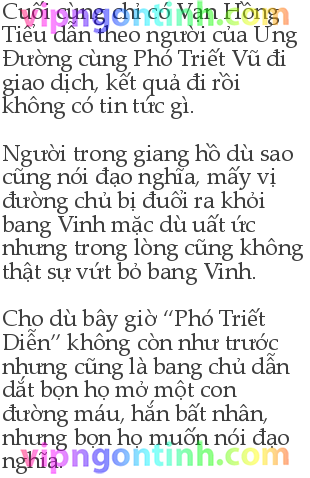 Cuối cùng chỉ có Vạn Hồng
Tiêu dẫn theo người của Ưng
Đường cùng Phó Triết Vũ đi
giao dịch, kết quả đi rồi
không có tin tức gì.

Người trong giang hồ dù sao
cũng nói đạo nghĩa, mấy vị
đường chủ bị đuổi ra khỏi
bang Vinh mặc dù uất ức
nhưng trong lòng cũng không
thật sự vứt bỏ bang Vinh.

Cho dù bây giờ “Phó Triết
Diễn” không còn như trước
nhưng cũng là bang chủ dẫn
dắt bọn họ mở một con
đường máu, hắn bất nhân,
nhưng bọn họ muốn nói đạo
nghĩa.
vipngontinh.com
vipngontinh.com